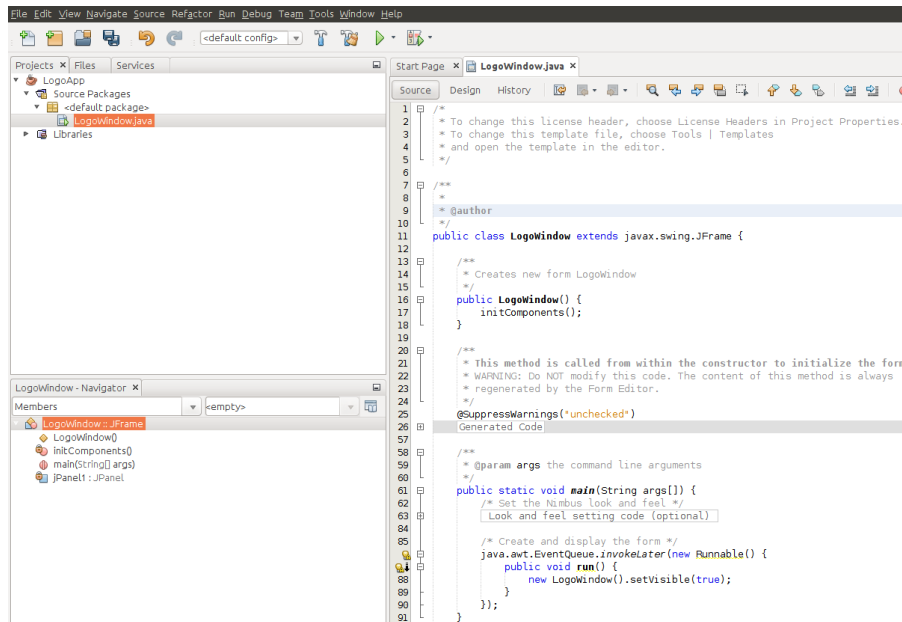 File Edit View Navigate Source Refactor Run Debug Team Tools Window Help
<default config>
Projects Files Services
LogoApp
Source Packages
<default package>
LogoWindow.java
Libraries
LogoWindow - Navigator
Members <empty>
LogoWindow :: JFrame
LogoWindow()
initComponents()
main(String[] args)
jPanel1 : JPanel
Start Page LogoWindow.java
Source Design History
1 /*
2 * To change this license header, choose License Headers in Project Properties.
3 * To change this template file, choose Tools | Templates
4 * and open the template in the editor.
5 */
6
7 /**
8 *
9 * @author
10 */
11 public class LogoWindow extends javax.swing.JFrame {
12
13 /**
14 * Creates new form LogoWindow
15 */
16 public LogoWindow() {
17 initComponents();
18 }
19
20 /**
21 * This method is called from within the constructor to initialize the form
22 * WARNING: Do NOT modify this code. The content of this method is always
23 * regenerated by the Form Editor.
24 */
25 @SuppressWarnings("unchecked")
26 Generated Code
57
58 /**
59 * @param args the command line arguments
60 */
61 public static void main(String args[]) {
62 /* Set the Nimbus look and feel */
63 Look and feel setting code (optional)
84
85 /* Create and display the form */
java.awt.EventQueue.invokeLater(new Runnable() {
public void run() {
88 new LogoWindow().setVisible(true);
89 }
90 });
91 }